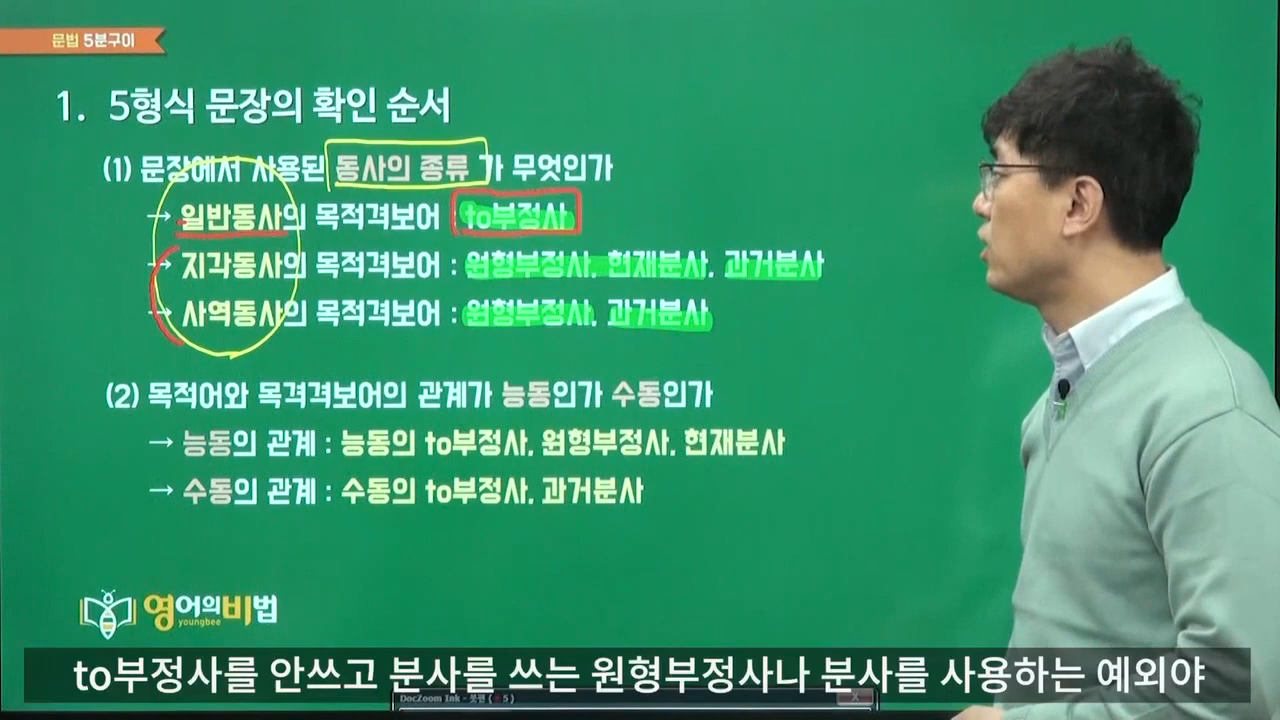 문법 5분구이
1. 5형식 문장의 확인 순서
(1) 문장에서 사용된 동사의 종류가 무엇인가
→ 일반동사의 목적격보어 : to부정사
→ 지각동사의 목적격보어 : 원형부정사, 현재분사, 과거분사
→ 사역동사의 목적격보어 : 원형부정사, 과거분사
(2) 목적어와 목격격보어의 관계가 능동인가 수동인가
→ 능동의 관계 : 능동의 to부정사, 원형부정사, 현재분사
→ 수동의 관계 : 수동의 to부정사, 과거분사
영어의비법
youngbee
to부정사를 안쓰고 분사를 쓰는 원형부정사나 분사를 사용하는 예외야
DocZoom Ink - 펏펜 ( 5 )